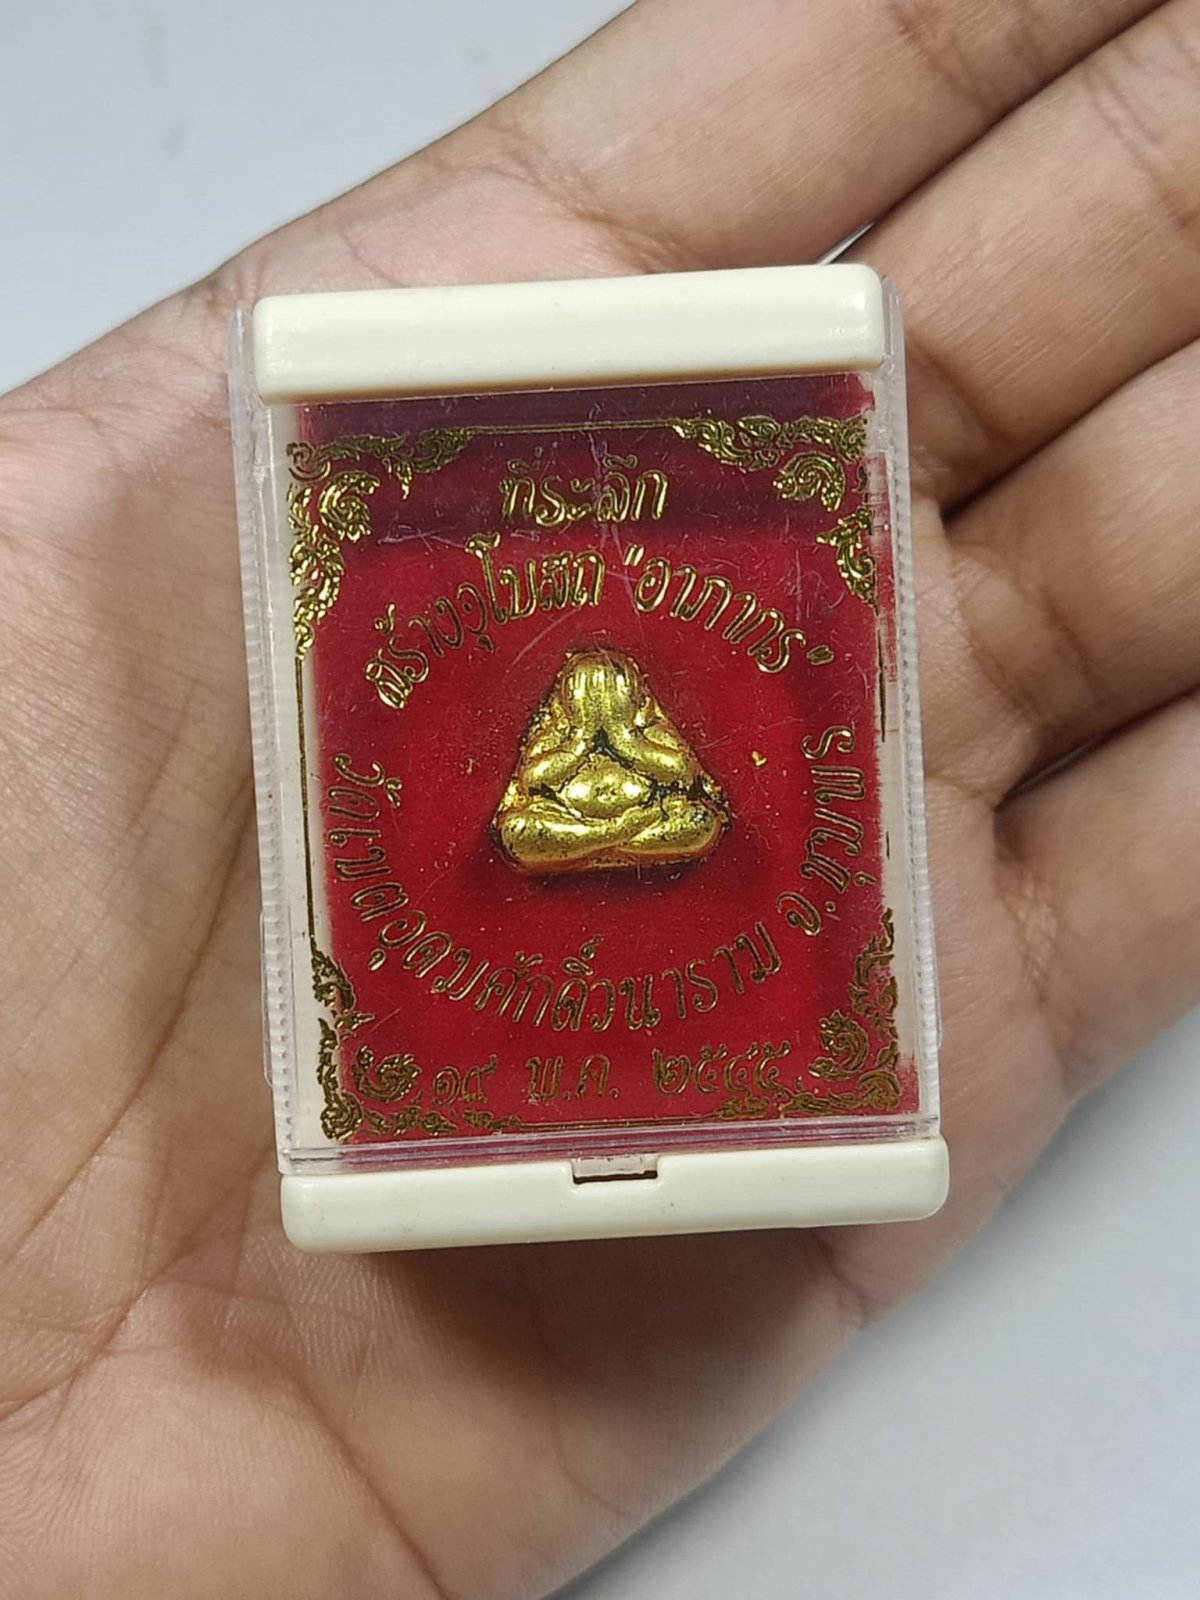 ที่ระลึก
สร้างอุโบสถ "อาภากร"
วัดเขตอุดมศักดิ์วนาราม จ.ชุมพร
๑๙ พ.ค. ๒๕๔๕